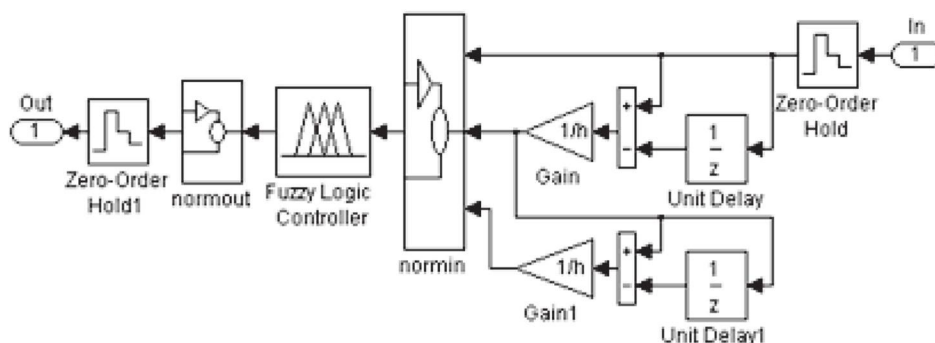 In
1
Zero-Order
Hold
+
−
1/h
Gain
1
z
Unit Delay
Out
1
Zero-Order
Hold1
normout
Fuzzy Logic
Controller
normin
+
−
1/h
Gain1
1
z
Unit Delay1